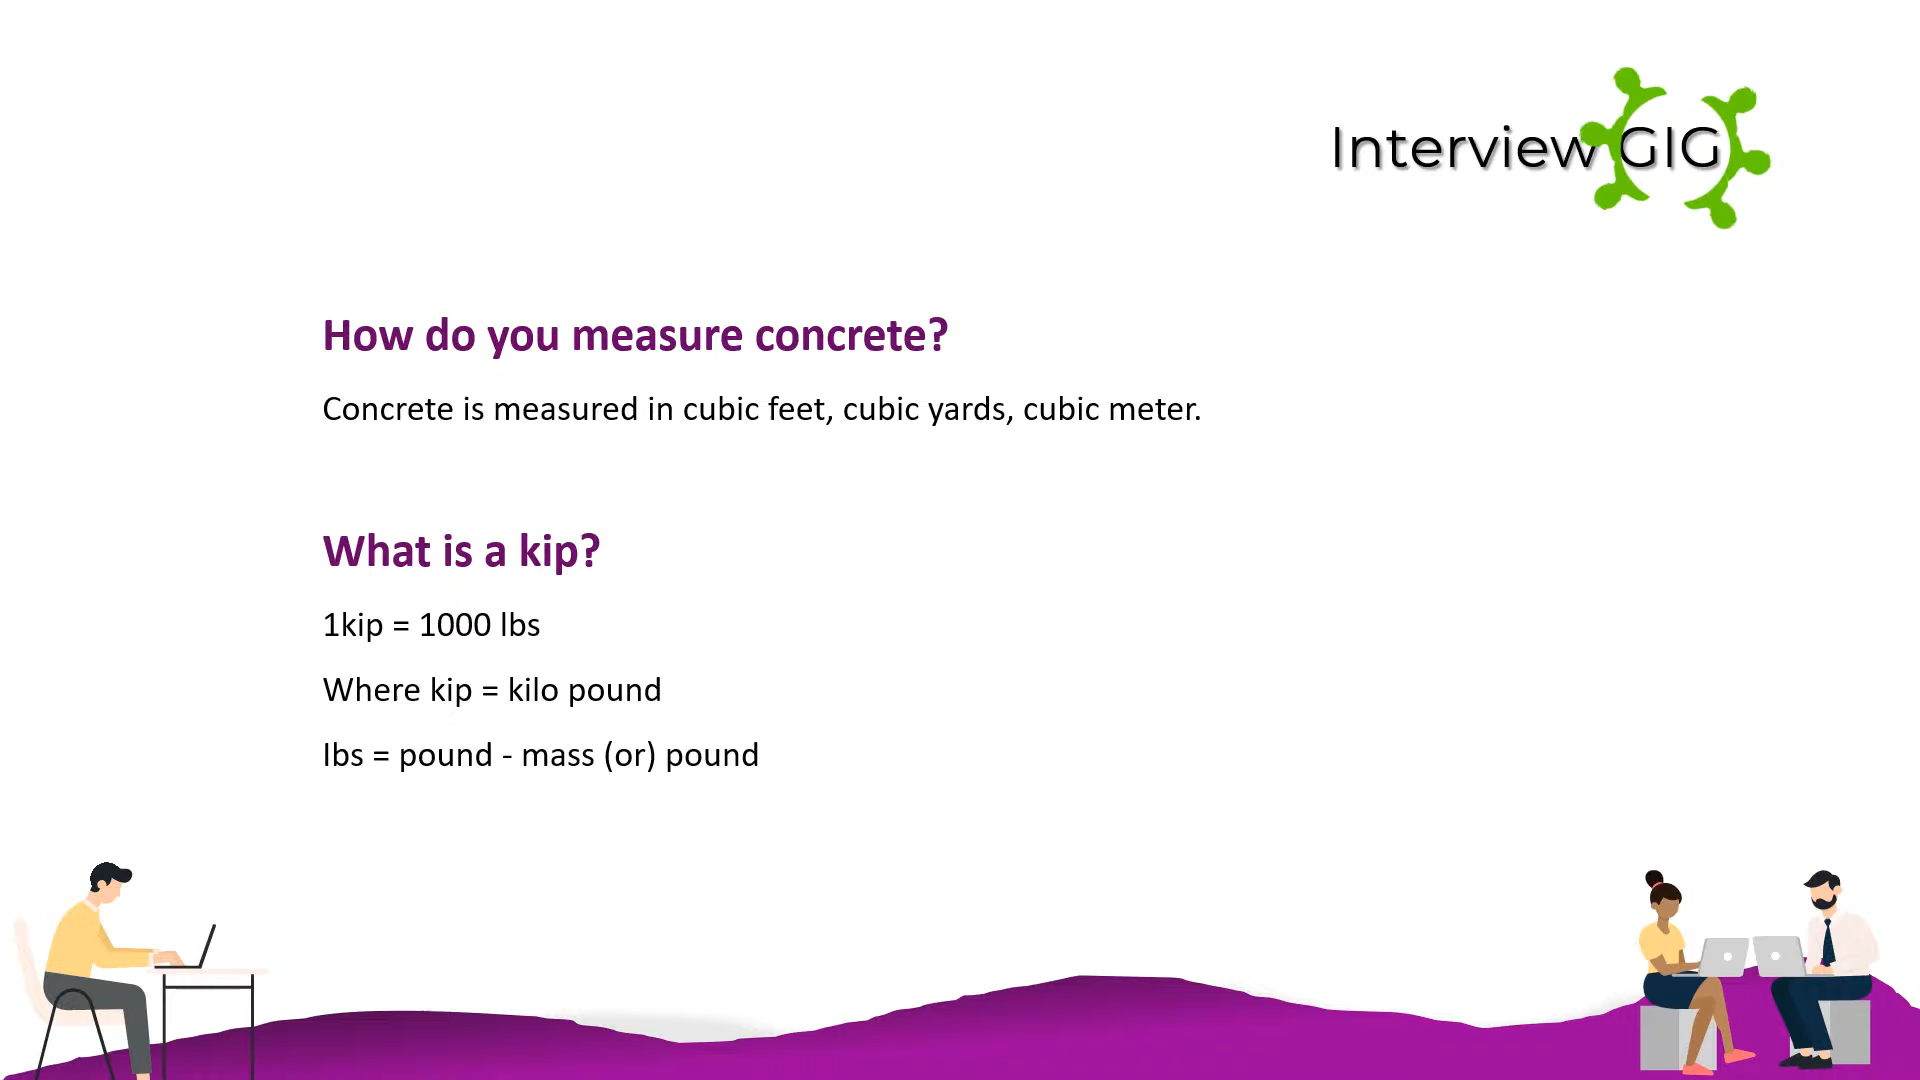 Interview GIG
How do you measure concrete?
Concrete is measured in cubic feet, cubic yards, cubic meter.
What is a kip?
1kip = 1000 lbs
Where kip = kilo pound
Ibs = pound - mass (or) pound